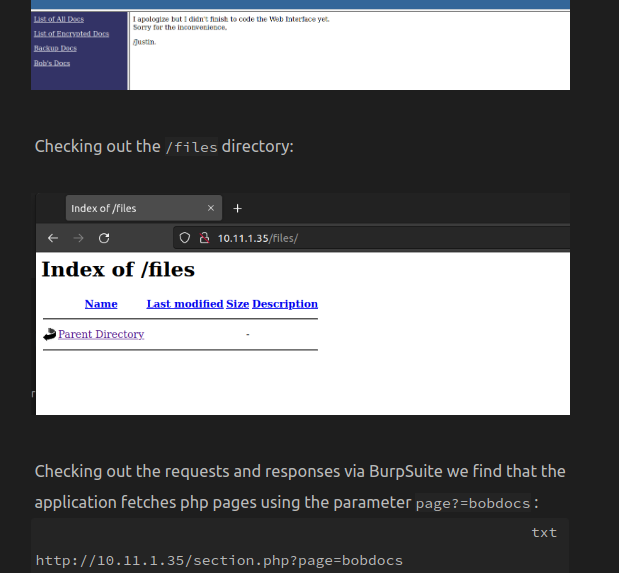 List of All Docs
I apologize but I didn't finish to code the Web Interface yet.
Sorry for the inconvenience,
List of Encrypted Docs
/Justin.
Backup Docs
Bob's Docs
Checking out the /files directory:
Index of /files × +
10.11.1.35/files/
Index of /files
Name Last modified Size Description
Parent Directory -
Checking out the requests and responses via BurpSuite we find that the
application fetches php pages using the parameter page?=bobdocs :
txt
http://10.11.1.35/section.php?page=bobdocs